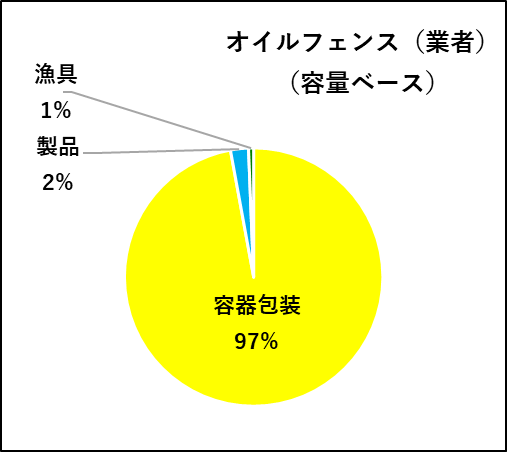 オイルフェンス（業者）
（容量ベース）
漁具
1%
製品
2%
容器包装
97%